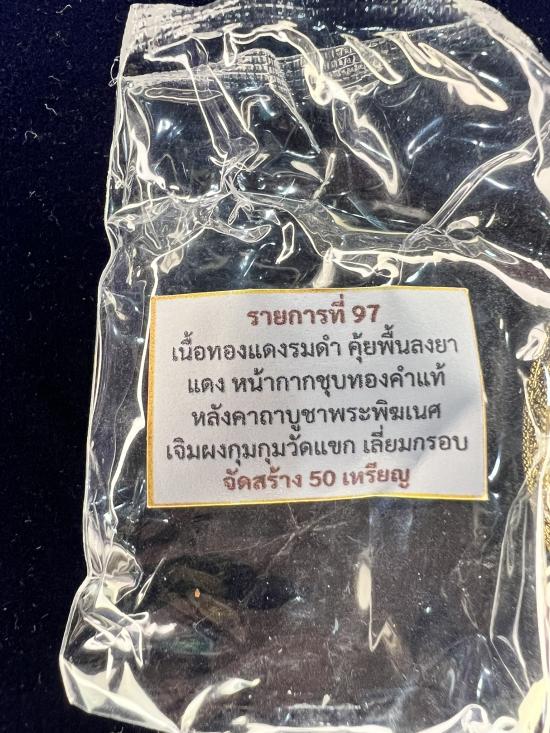 รายการที่ 97
เนื้อทองแดงรมดำ คุ้ยพื้นลงยา
แดง หน้ากากชุบทองคำแท้
หลังคาถาบูชาพระพิฆเนศ
เจิมผงกุมกุมวัดแขก เลี่ยมกรอบ
จัดสร้าง 50 เหรียญ